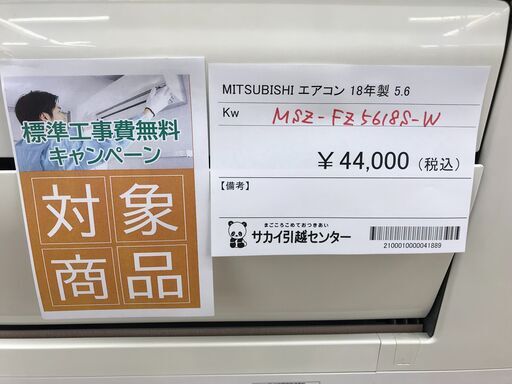 標準工事費無料
キャンペーン
対象
商品
MITSUBISHI エアコン 18年製 5.6
Kw MSZ-FZ5618S-W
￥44,000(税込)
【備考】
まごころこめておつきあい
サカイ引越センター
2100010000041889